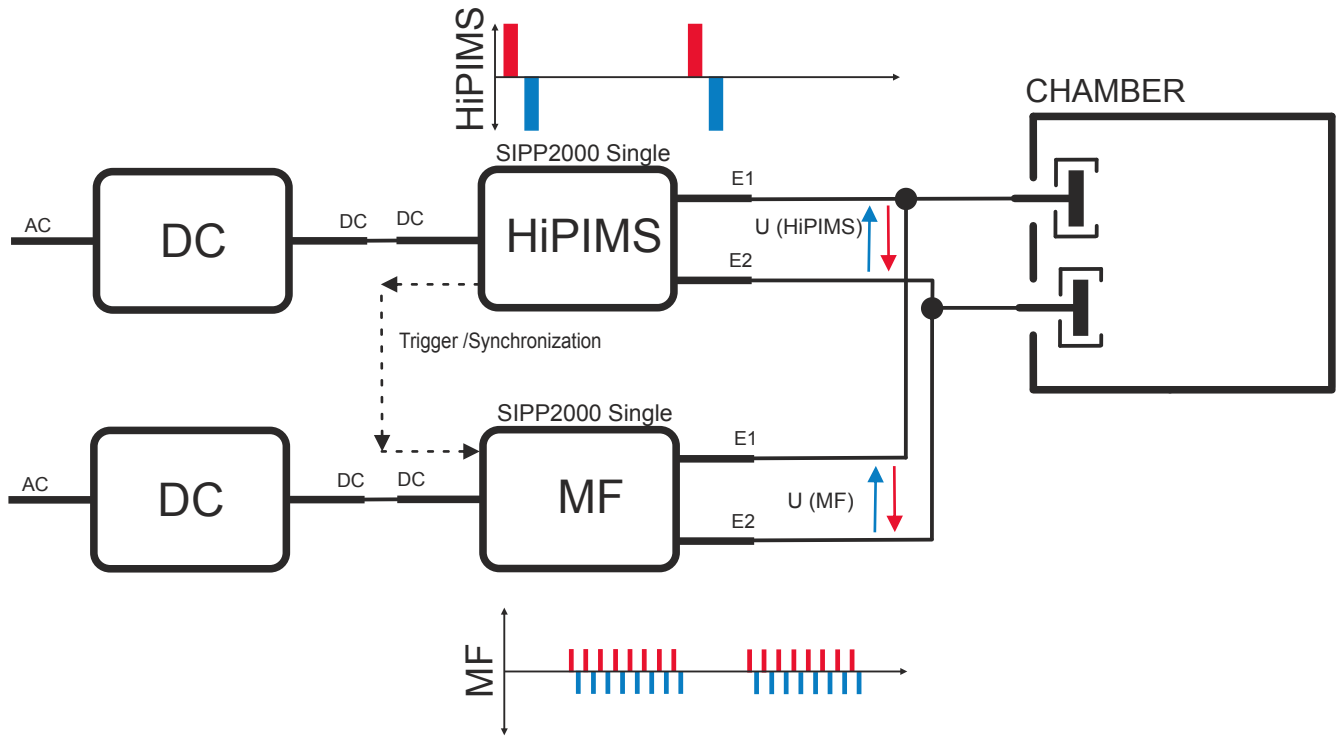 HiPIMS
CHAMBER
SIPP2000 Single
E1
AC
DC
DC
DC
HiPIMS
U (HiPIMS)
E2
Trigger /Synchronization
SIPP2000 Single
E1
AC
DC
DC
DC
MF
U (MF)
E2
MF